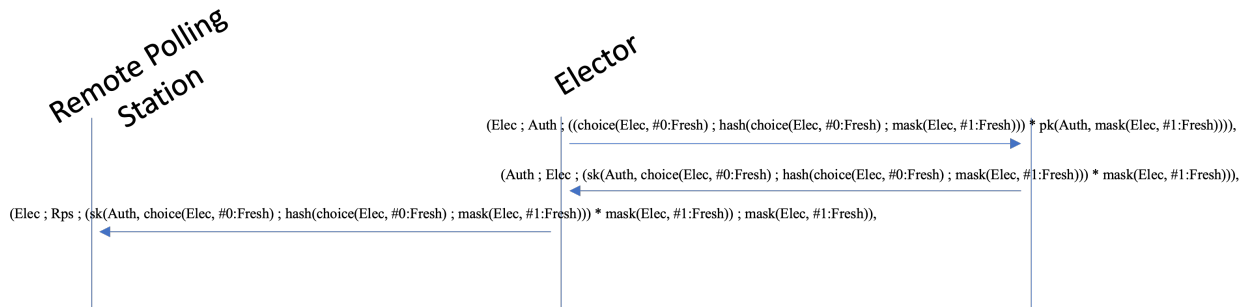 Remote Polling
Station
Elector
(Elec ; Auth ; ((choice(Elec, #0:Fresh) ; hash(choice(Elec, #0:Fresh) ; mask(Elec, #1:Fresh))) * pk(Auth, mask(Elec, #1:Fresh)))),
(Auth ; Elec ; (sk(Auth, choice(Elec, #0:Fresh) ; hash(choice(Elec, #0:Fresh) ; mask(Elec, #1:Fresh))) * mask(Elec, #1:Fresh))),
(Elec ; Rps ; (sk(Auth, choice(Elec, #0:Fresh) ; hash(choice(Elec, #0:Fresh) ; mask(Elec, #1:Fresh))) * mask(Elec, #1:Fresh)) ; mask(Elec, #1:Fresh)),